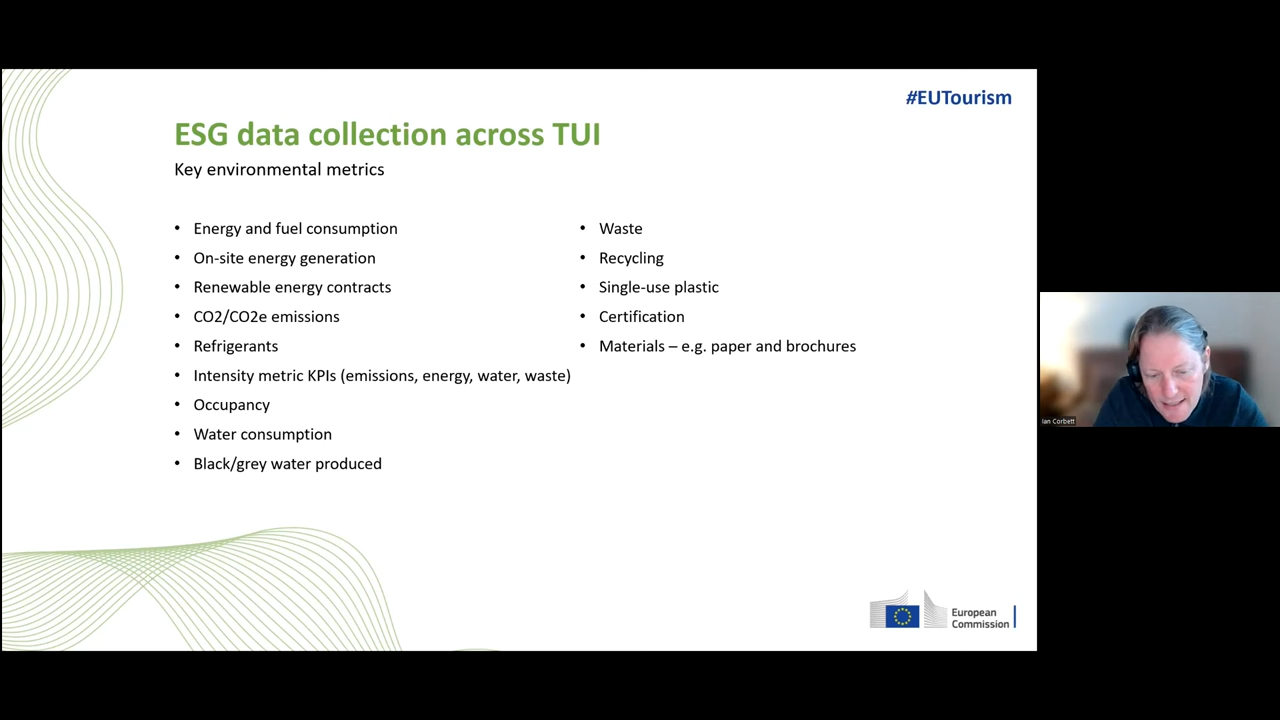 #EUTourism
ESG data collection across TUI
Key environmental metrics
• Energy and fuel consumption
• On-site energy generation
• Renewable energy contracts
• CO2/CO2e emissions
• Refrigerants
• Intensity metric KPIs (emissions, energy, water, waste)
• Occupancy
• Water consumption
• Black/grey water produced
• Waste
• Recycling
• Single-use plastic
• Certification
• Materials – e.g. paper and brochures
Ian Corbett
European
Commission